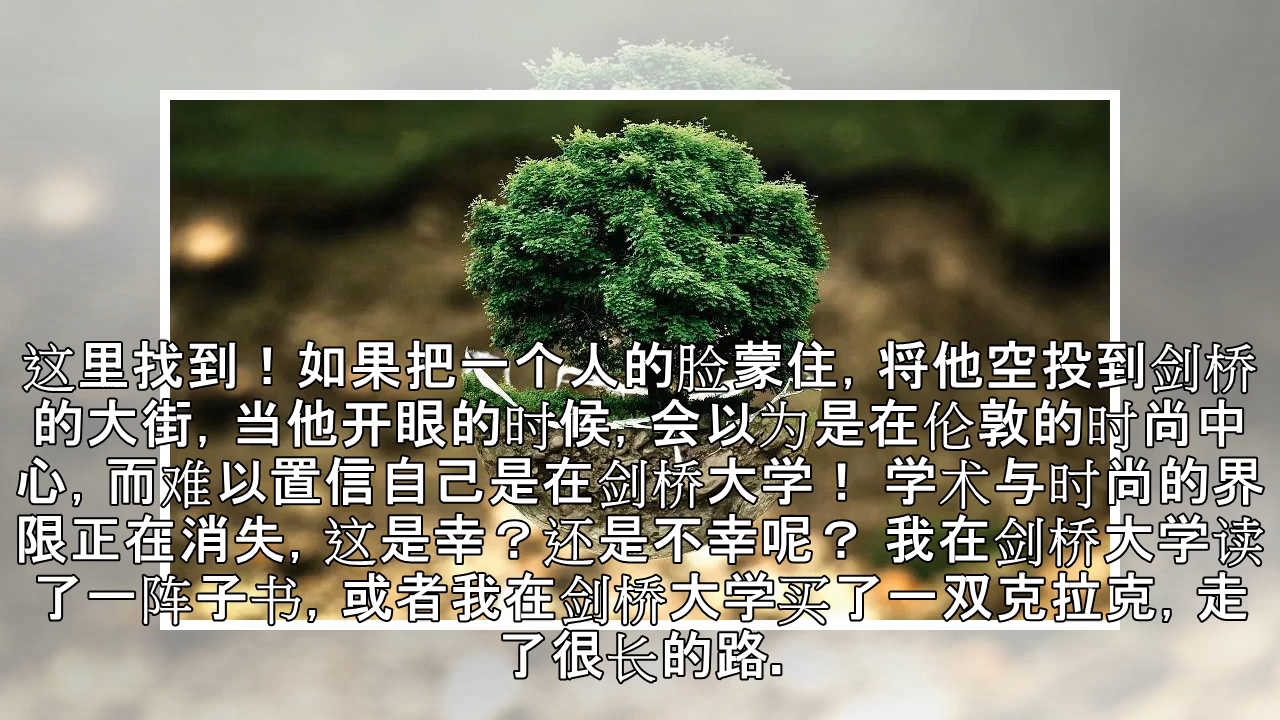 这里找到！如果把一个人的脸蒙住, 将他空投到剑桥
的大街, 当他开眼的时候, 会以为是在伦敦的时尚中
心, 而难以置信自己是在剑桥大学！ 学术与时尚的界
限正在消失, 这是幸？还是不幸呢？ 我在剑桥大学读
了一阵子书, 或者我在剑桥大学买了一双克拉克, 走
了很长的路.